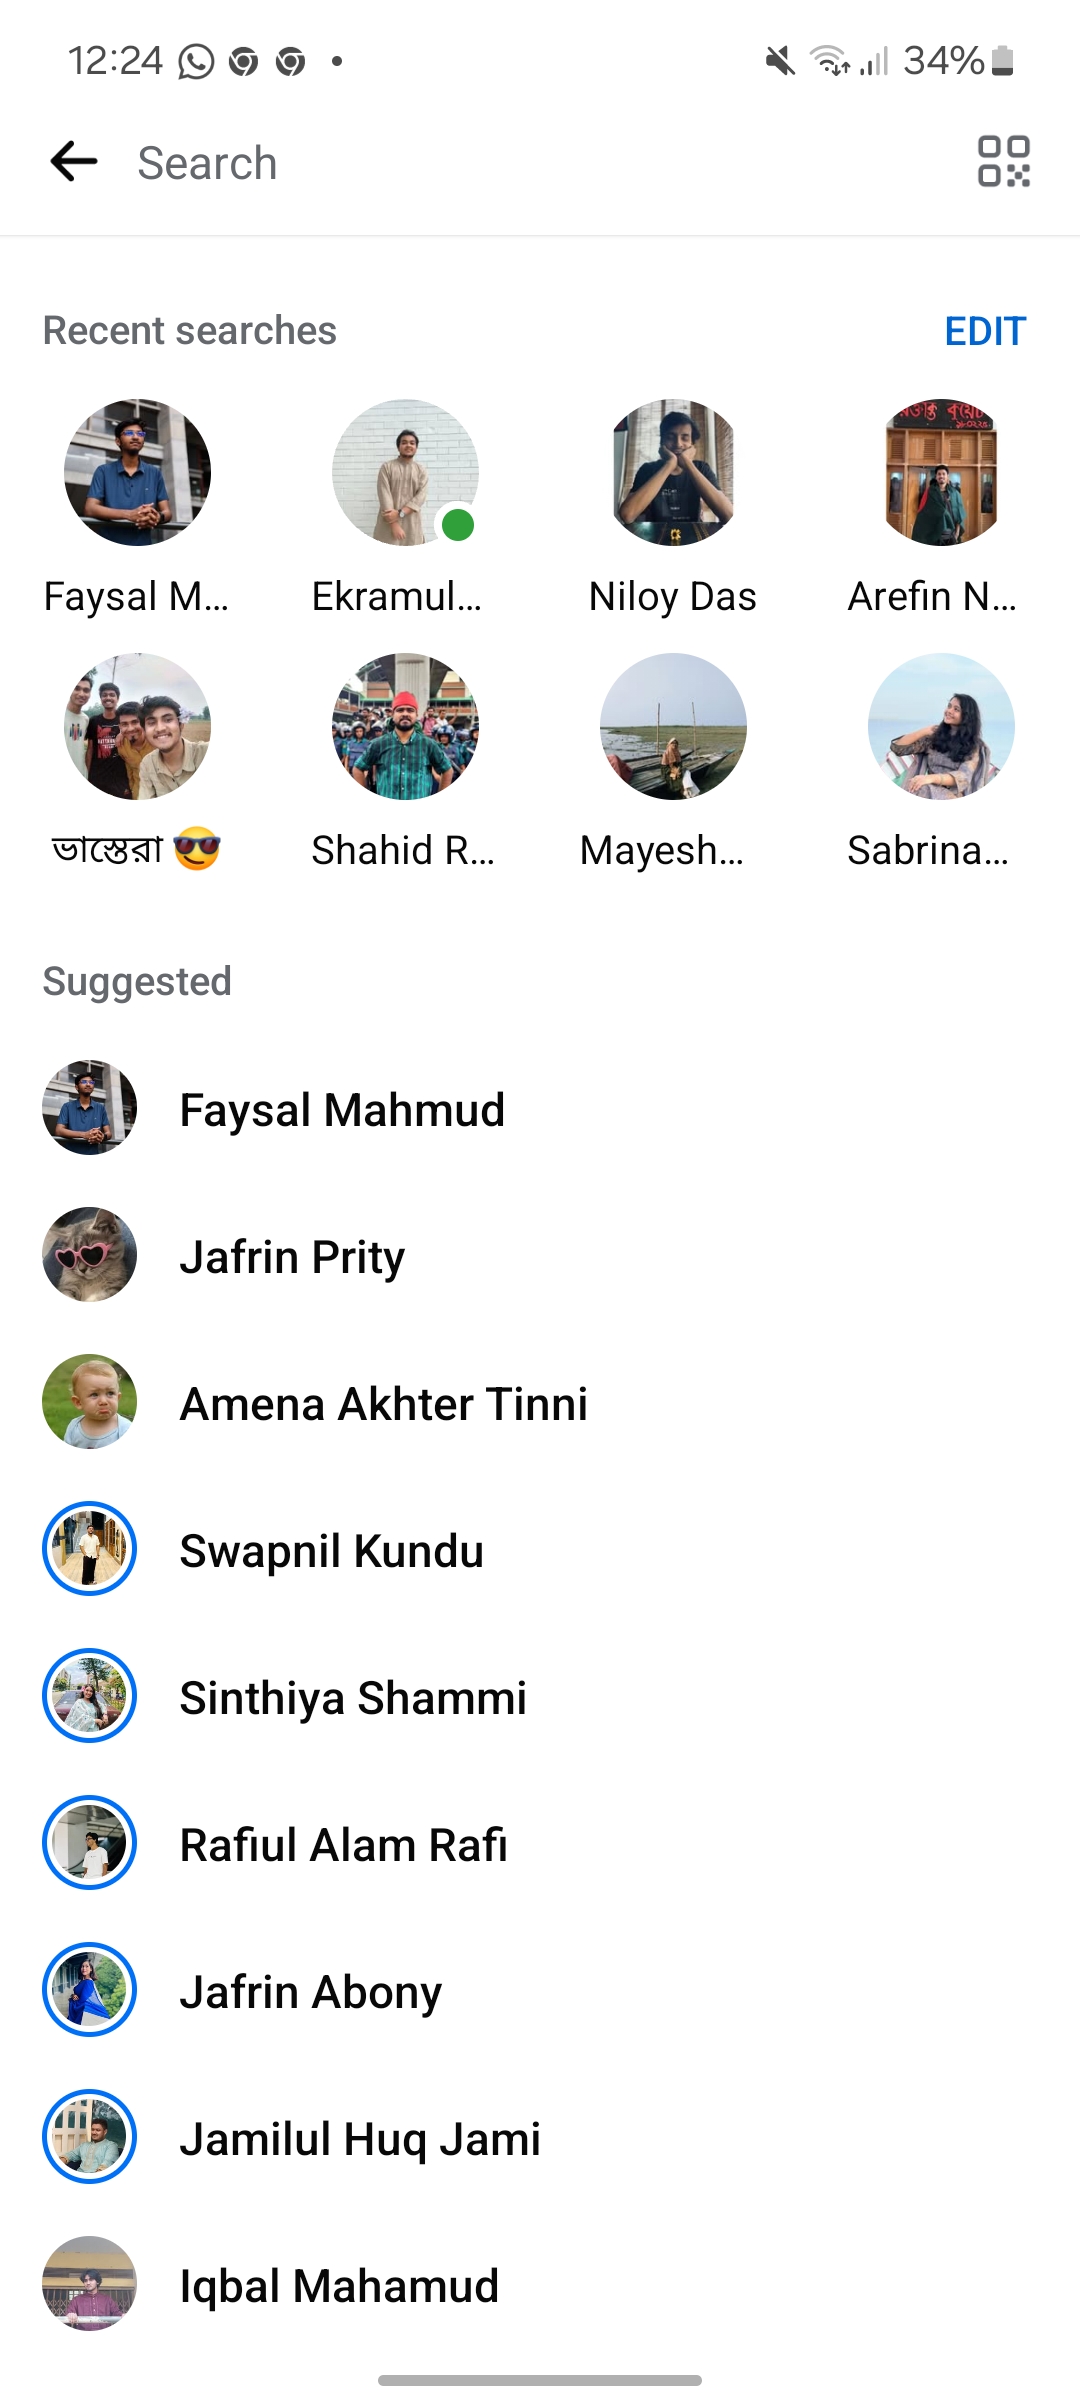 12:24 34%
Search
Recent searches EDIT
Faysal M... Ekramul... Niloy Das Arefin N...
ভাস্তেরা 😎 Shahid R... Mayesh... Sabrina...
Suggested
Faysal Mahmud
Jafrin Prity
Amena Akhter Tinni
Swapnil Kundu
Sinthiya Shammi
Rafiul Alam Rafi
Jafrin Abony
Jamilul Huq Jami
Iqbal Mahamud